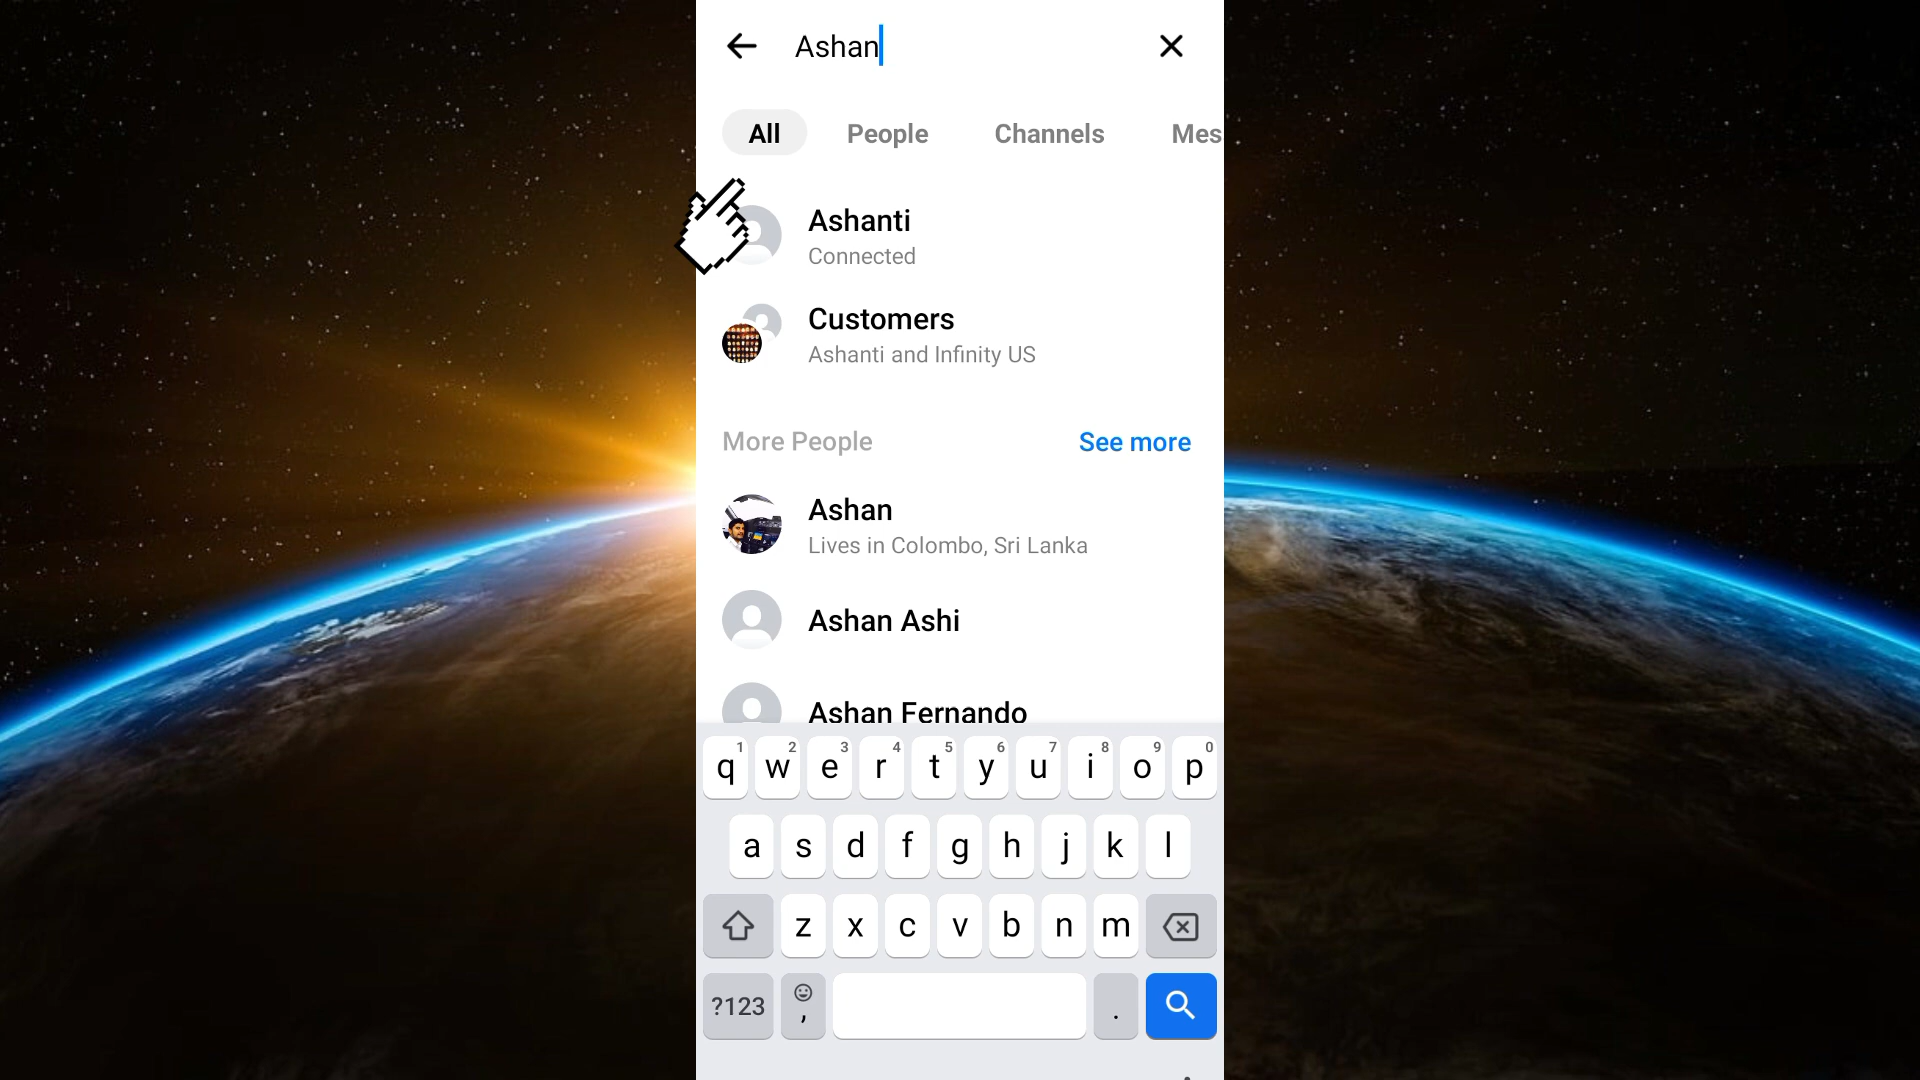 Ashan
All People Channels Mes
Ashanti
Connected
Customers
Ashanti and Infinity US
More People See more
Ashan
Lives in Colombo, Sri Lanka
Ashan Ashi
Ashan Fernando
1 2 3 4 5 6 7 8 9 0
q w e r t y u i o p
a s d f g h j k l
z x c v b n m
?123 , .